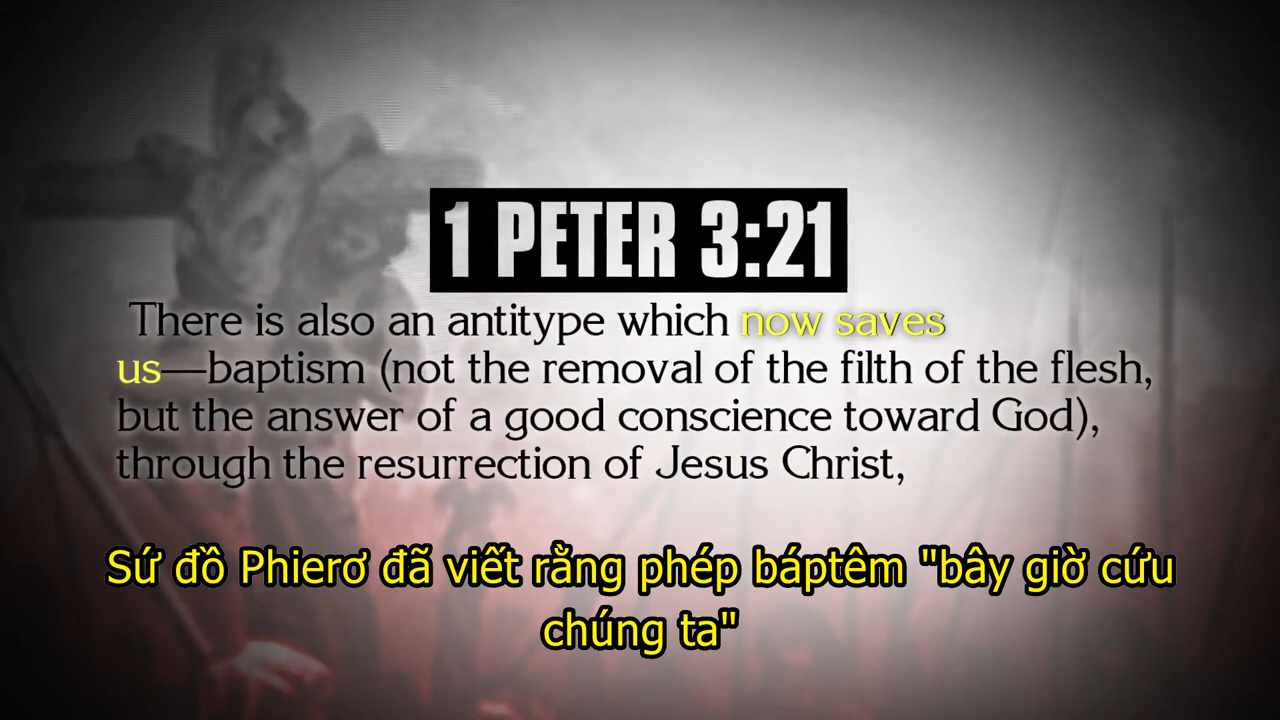 1 PETER 3:21
There is also an antitype which now saves
us—baptism (not the removal of the filth of the flesh,
but the answer of a good conscience toward God),
through the resurrection of Jesus Christ,
Sứ đồ Phierơ đã viết rằng phép báptêm "bây giờ cứu
chúng ta"